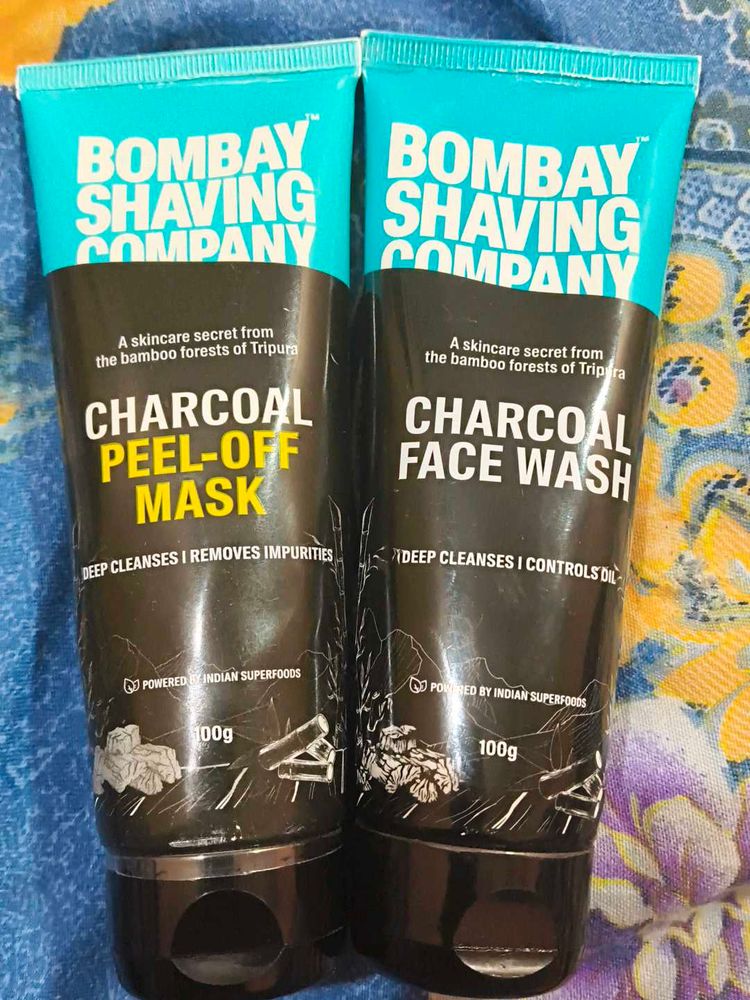 BOMBAY™
SHAVING
COMPANY
A skincare secret from
the bamboo forests of Tripura
CHARCOAL
PEEL-OFF
MASK
DEEP CLEANSES I REMOVES IMPURITIES
POWERED BY INDIAN SUPERFOODS
100g
BOMBAY™
SHAVING
COMPANY
A skincare secret from
the bamboo forests of Tripura
CHARCOAL
FACE WASH
DEEP CLEANSES I CONTROLS OIL
POWERED BY INDIAN SUPERFOODS
100g